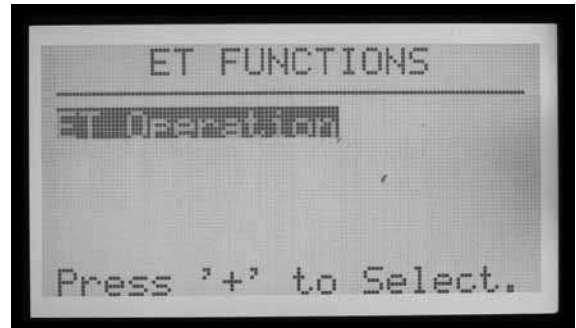 ET FUNCTIONS
ET Operation
Press '+' to Select.